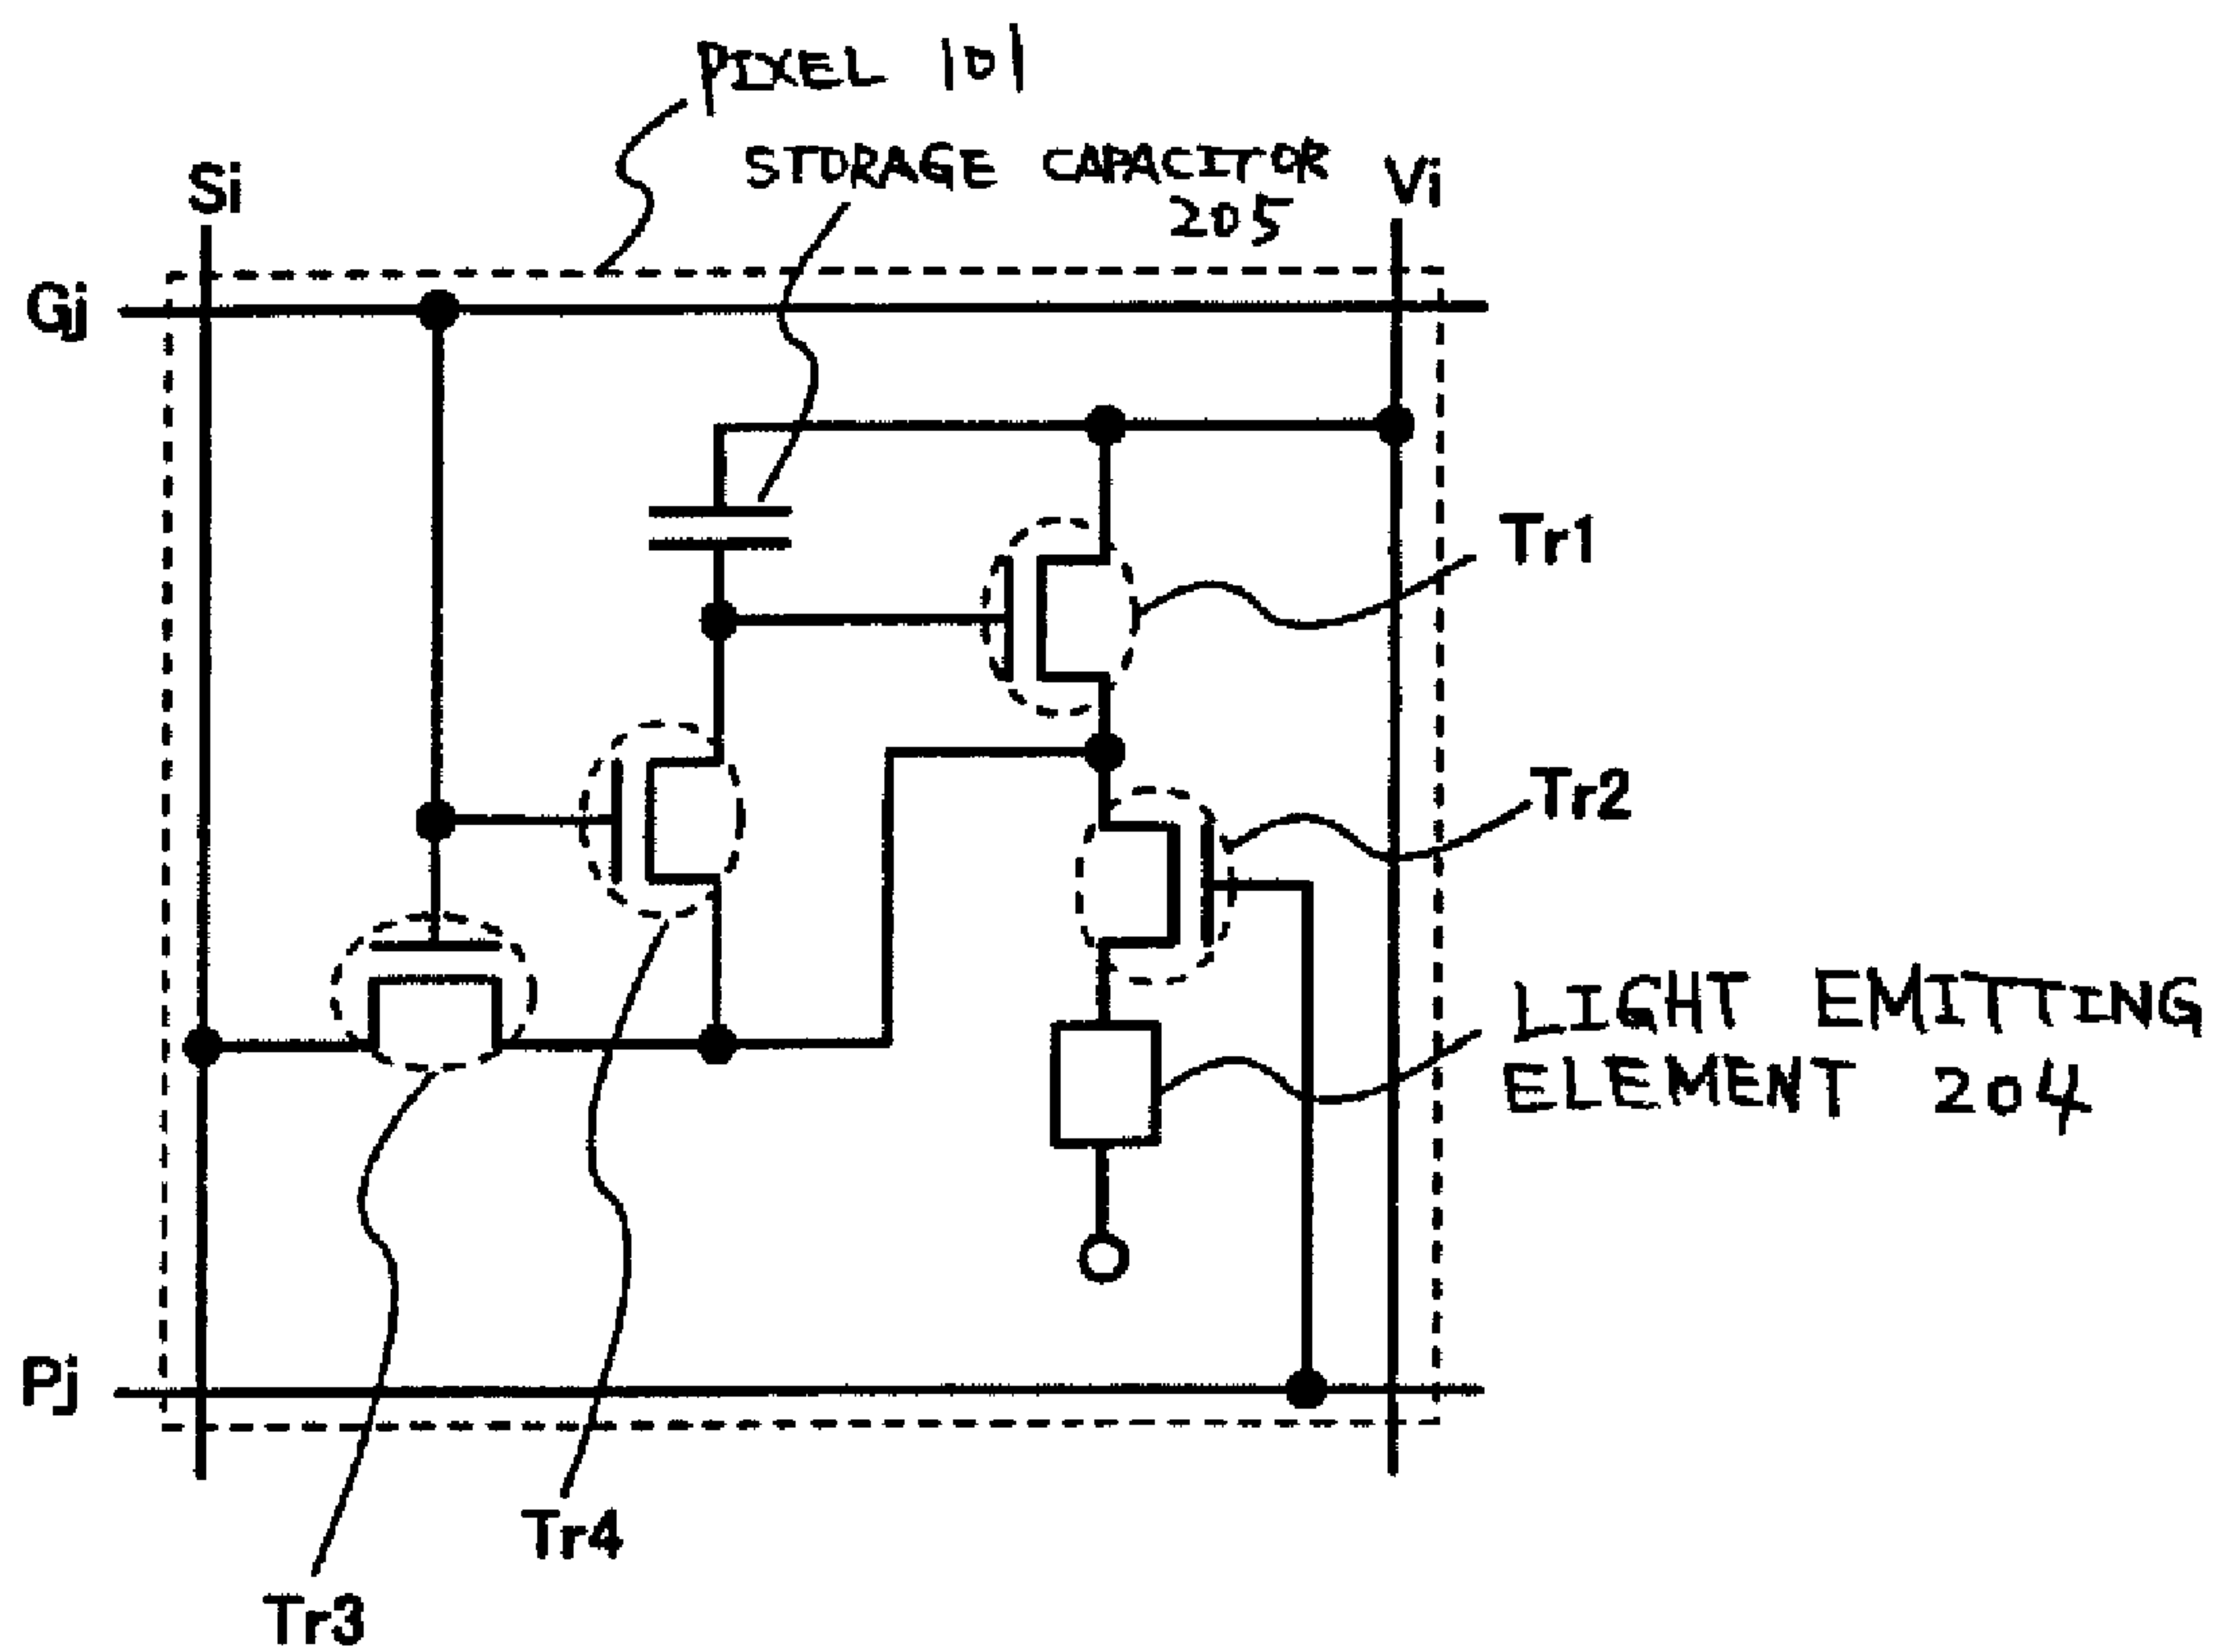 PIXEL 101
STORAGE CAPACITOR
205
Si
Vi
Gj
Tr1
Tr2
LIGHT EMITTING
ELEMENT 204
Pj
Tr4
Tr3